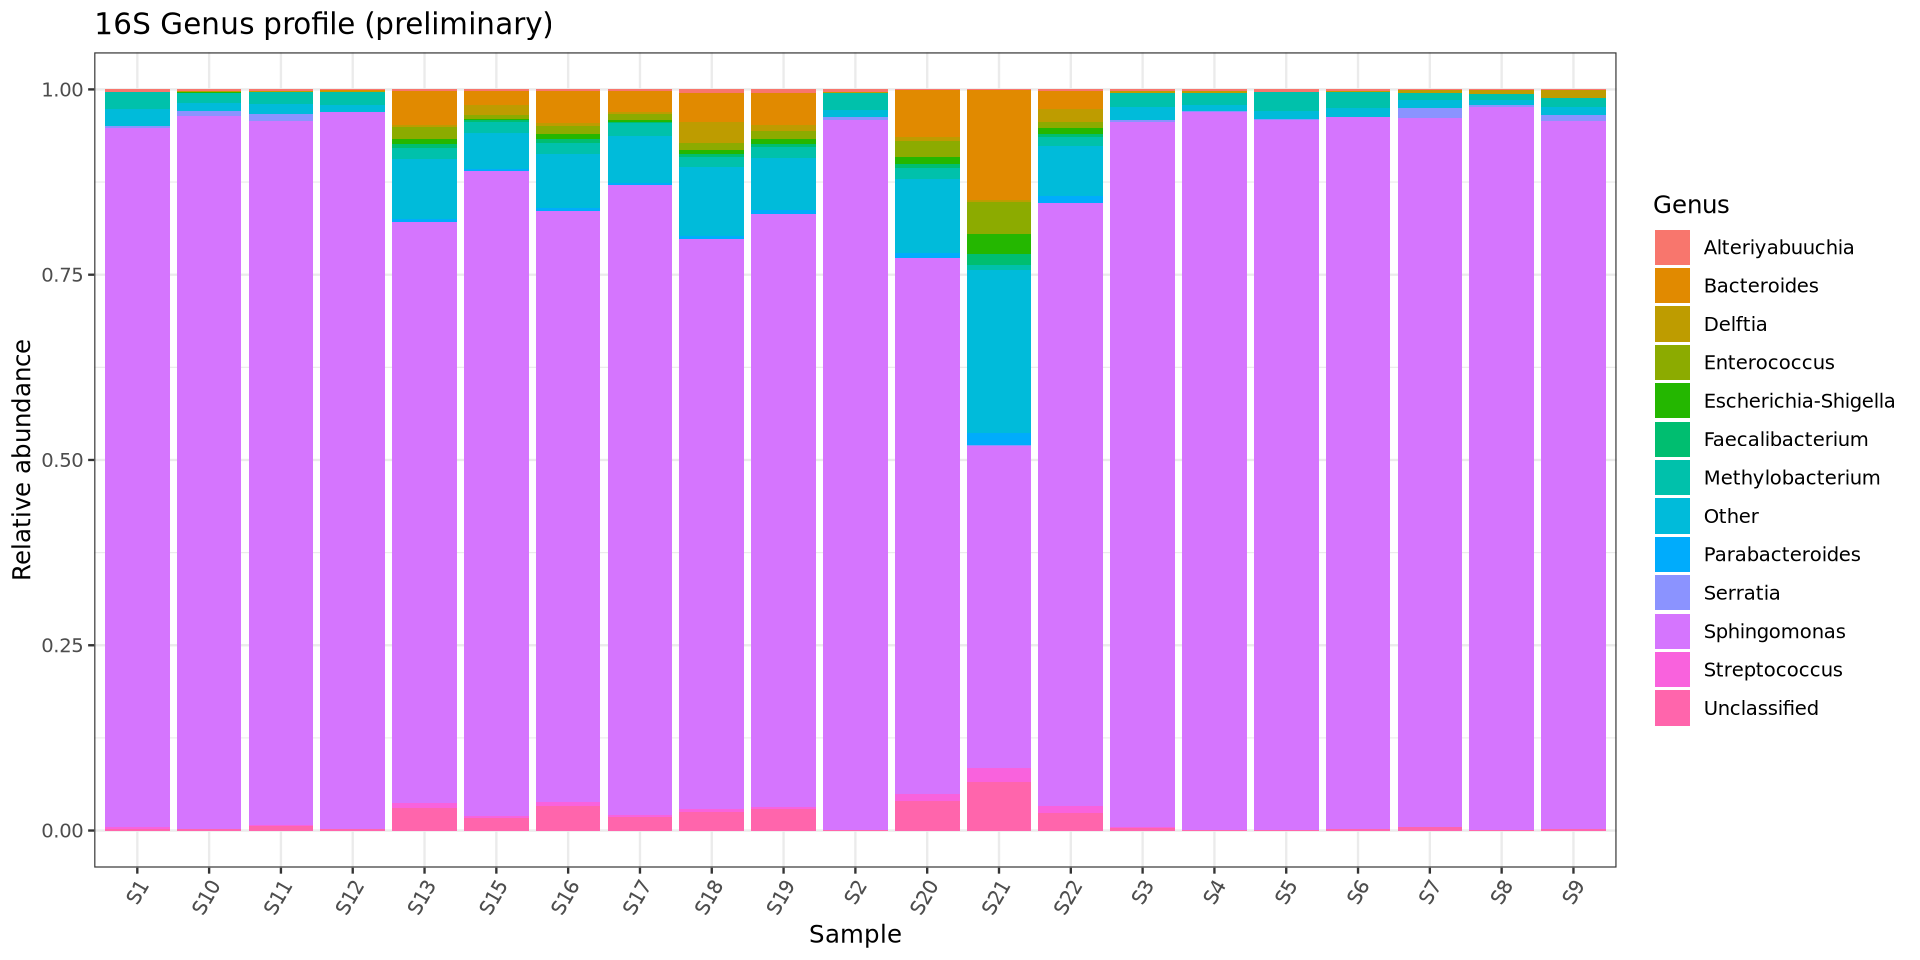 16S Genus profile (preliminary)
1.00
0.75
0.50
0.25
0.00
Relative abundance
S1
S10
S11
S12
S13
S15
S16
S17
S18
S19
S2
S20
S21
S22
S3
S4
S5
S6
S7
S8
S9
Sample
Genus
Alteriyabuuchia
Bacteroides
Delftia
Enterococcus
Escherichia-Shigella
Faecalibacterium
Methylobacterium
Other
Parabacteroides
Serratia
Sphingomonas
Streptococcus
Unclassified